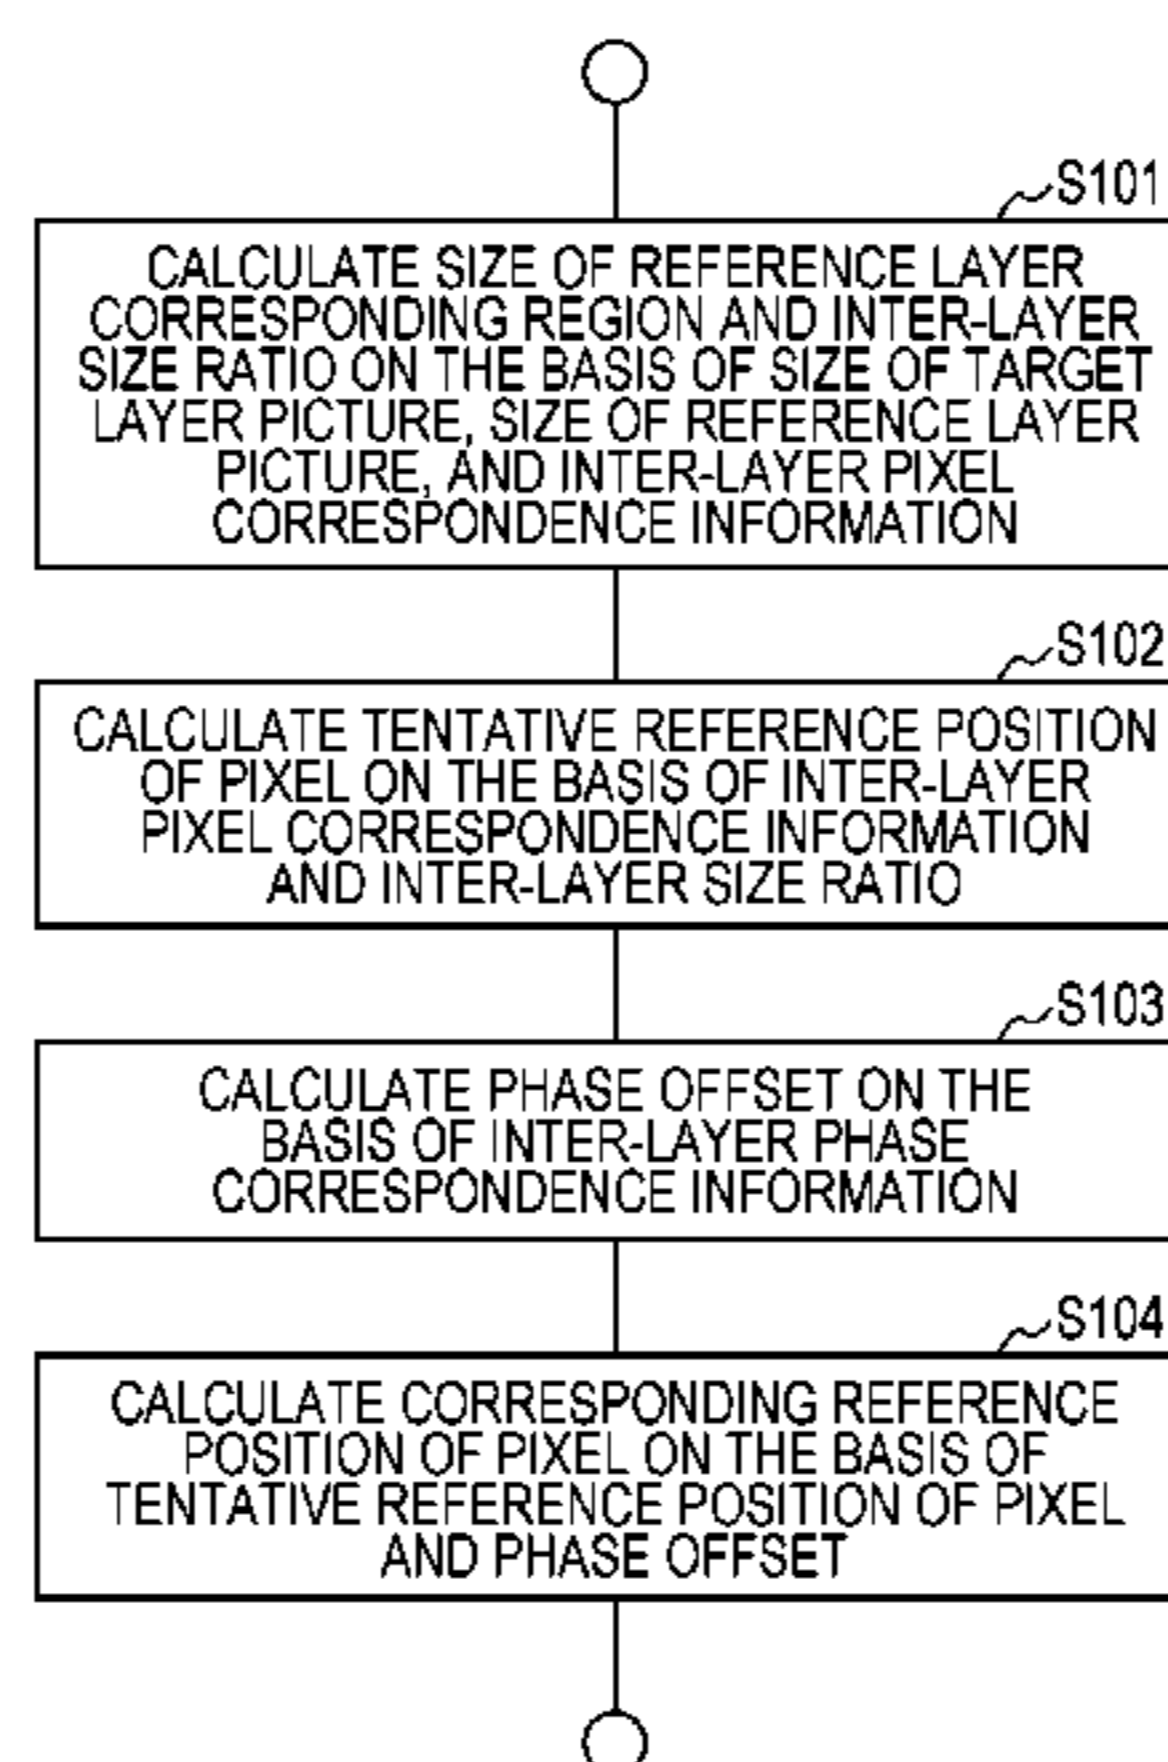 S101
CALCULATE SIZE OF REFERENCE LAYER
CORRESPONDING REGION AND INTER-LAYER
SIZE RATIO ON THE BASIS OF SIZE OF TARGET
LAYER PICTURE, SIZE OF REFERENCE LAYER
PICTURE, AND INTER-LAYER PIXEL
CORRESPONDENCE INFORMATION
S102
CALCULATE TENTATIVE REFERENCE POSITION
OF PIXEL ON THE BASIS OF INTER-LAYER
PIXEL CORRESPONDENCE INFORMATION
AND INTER-LAYER SIZE RATIO
S103
CALCULATE PHASE OFFSET ON THE
BASIS OF INTER-LAYER PHASE
CORRESPONDENCE INFORMATION
S104
CALCULATE CORRESPONDING REFERENCE
POSITION OF PIXEL ON THE BASIS OF
TENTATIVE REFERENCE POSITION OF PIXEL
AND PHASE OFFSET